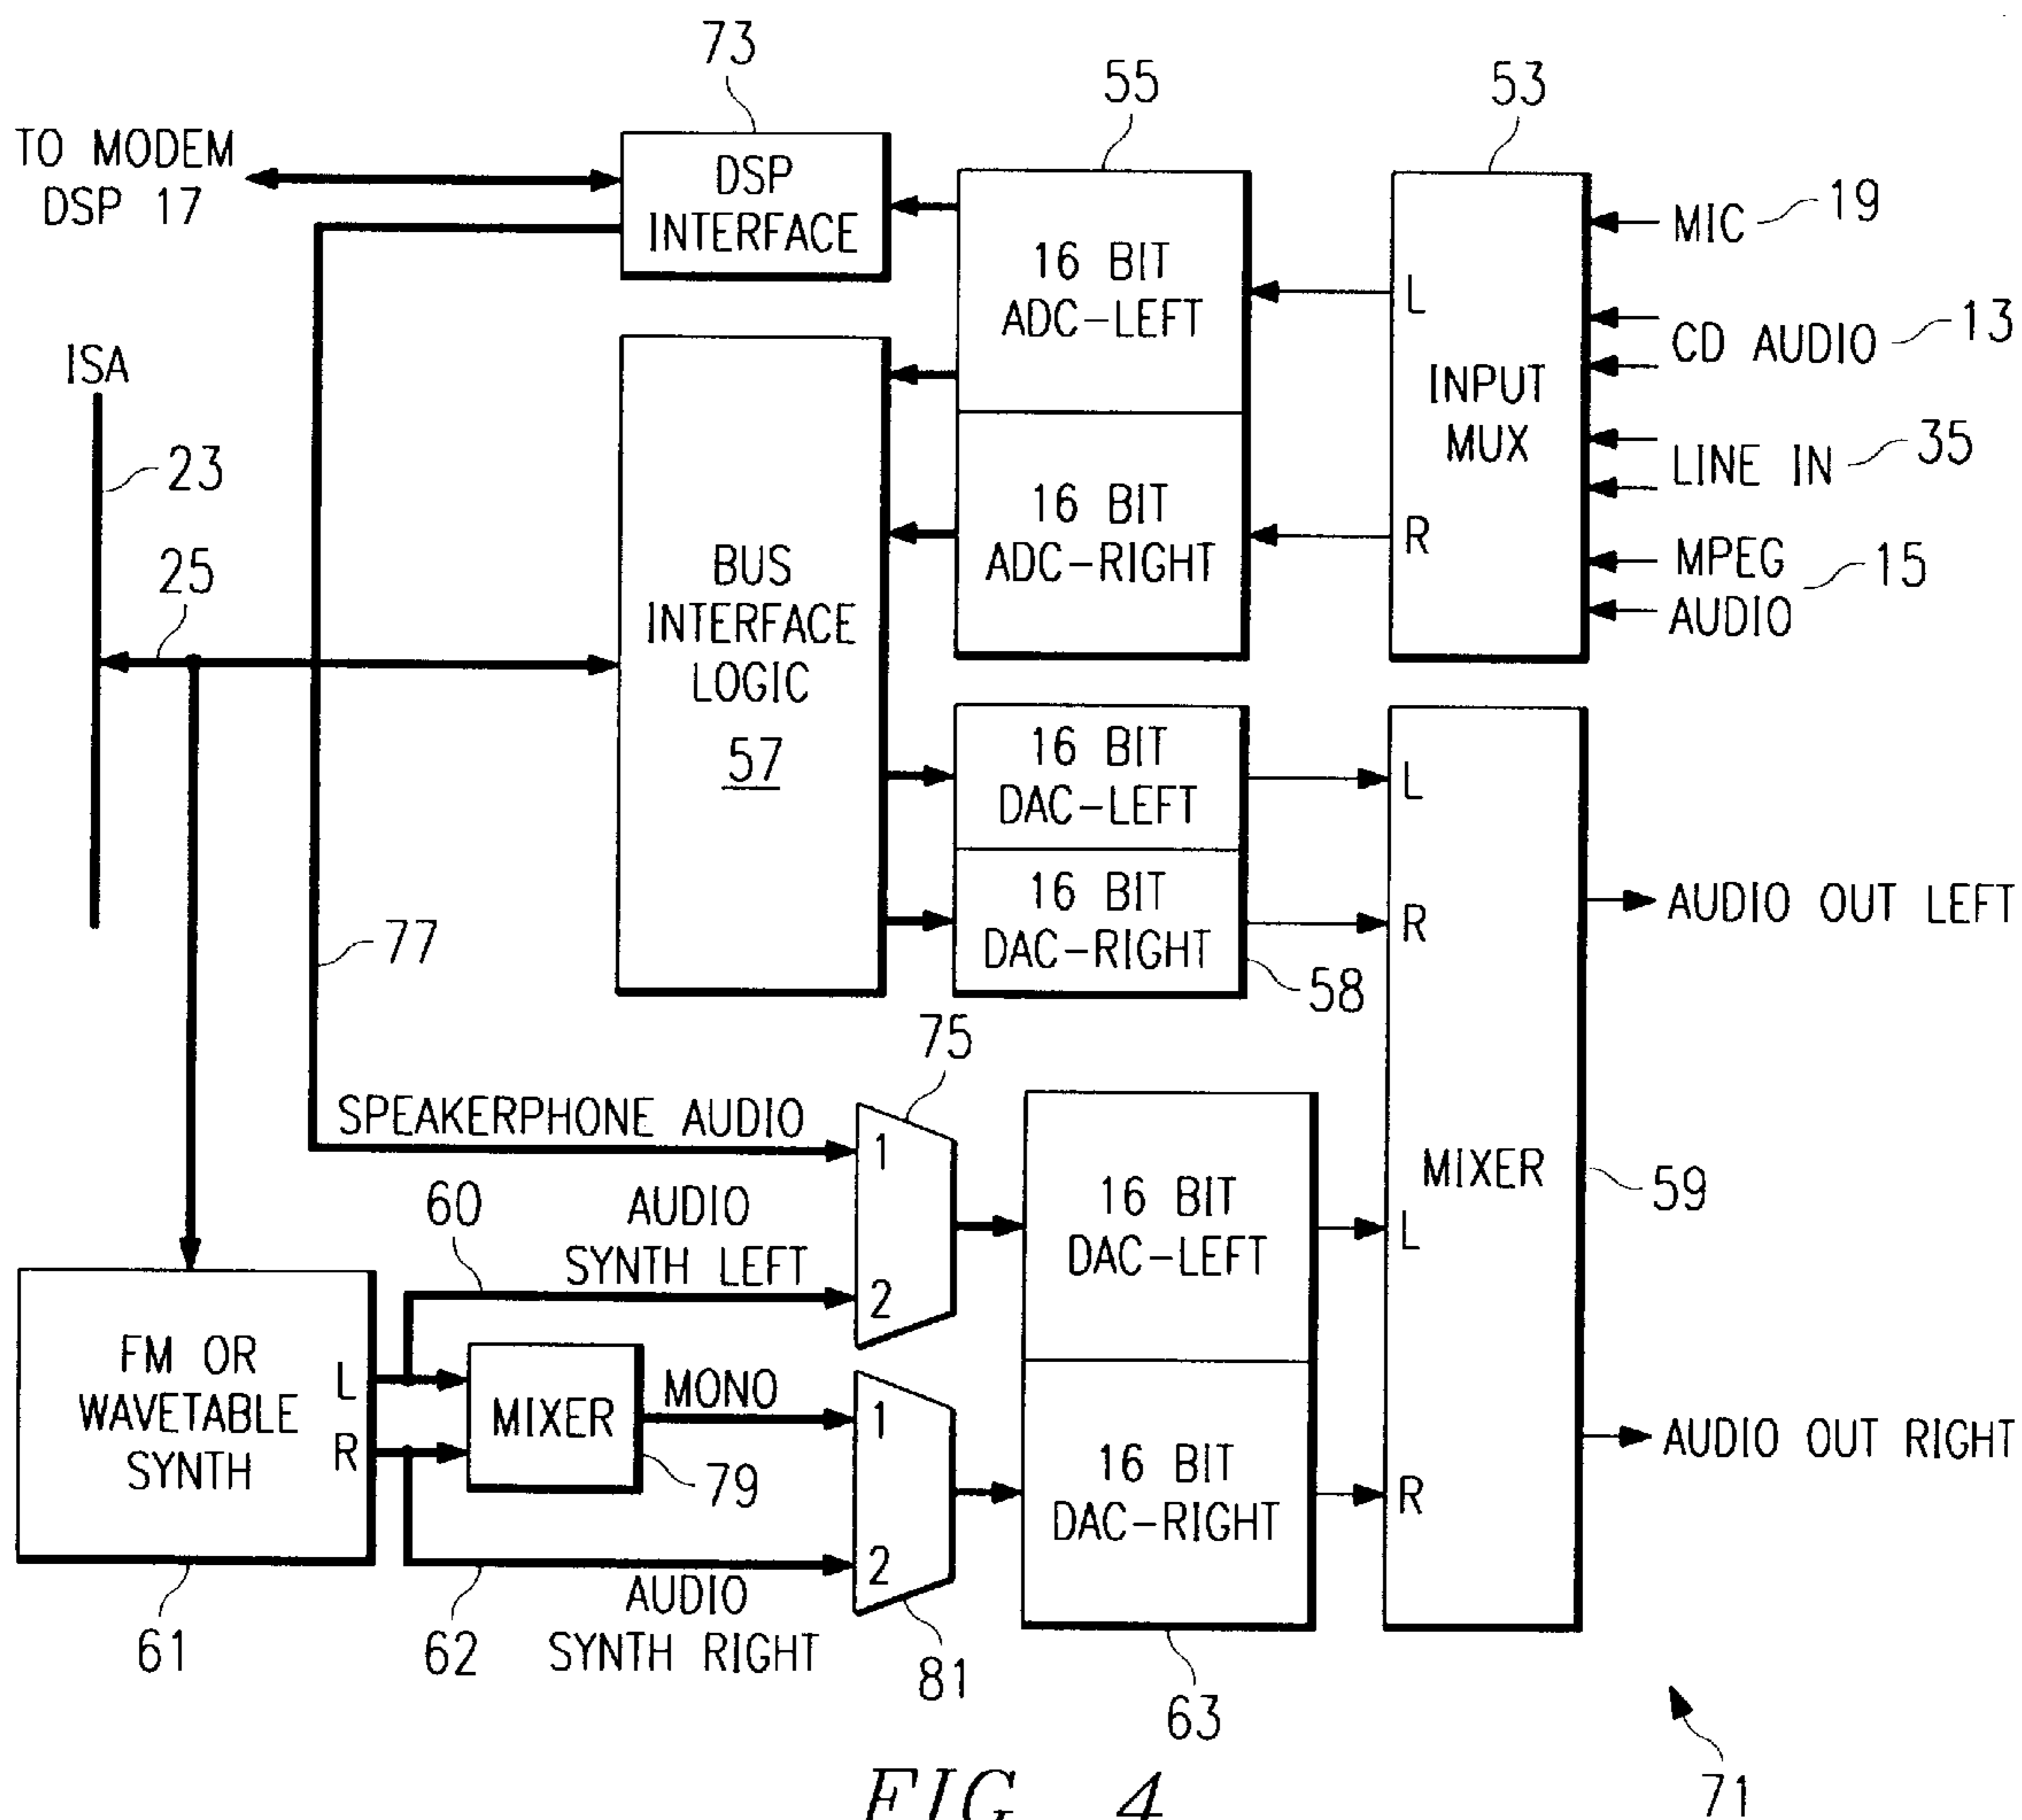 73
55
53
TO MODEM
DSP 17
DSP
INTERFACE
16 BIT
ADC-LEFT
16 BIT
ADC-RIGHT
L
INPUT
MUX
R
MIC
19
CD AUDIO
13
LINE IN
35
MPEG
AUDIO
15
ISA
23
25
BUS
INTERFACE
LOGIC
57
16 BIT
DAC-LEFT
16 BIT
DAC-RIGHT
58
L
R
AUDIO OUT LEFT
77
75
SPEAKERPHONE AUDIO
1
2
60
AUDIO
SYNTH LEFT
16 BIT
DAC-LEFT
16 BIT
DAC-RIGHT
MIXER
L
R
59
FM OR
WAVETABLE
SYNTH
L
R
MIXER
MONO
79
1
2
AUDIO OUT RIGHT
61
62
AUDIO
SYNTH RIGHT
81
63
71
FIG. 4